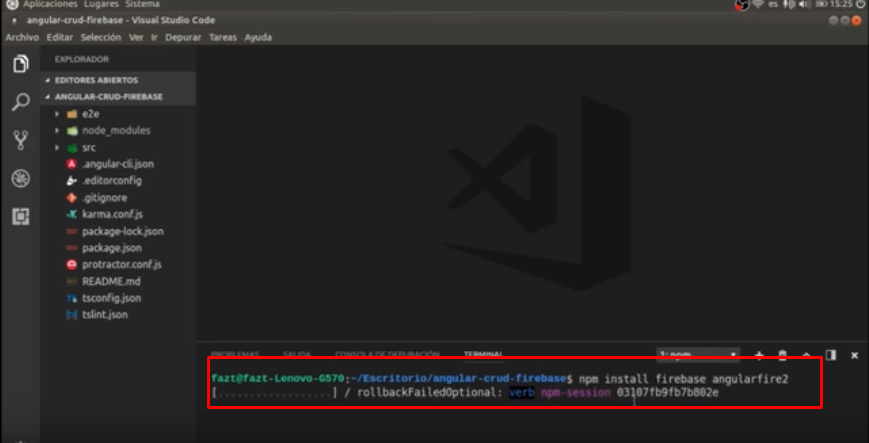 Aplicaciones Lugares Sistema
es 15:25
angular-crud-firebase - Visual Studio Code
Archivo Editar Selección Ver Ir Depurar Tareas Ayuda
EXPLORADOR
EDITORES ABIERTOS
ANGULAR-CRUD-FIREBASE
e2e
node_modules
src
.angular-cli.json
.editorconfig
.gitignore
karma.conf.js
package-lock.json
package.json
protractor.conf.js
README.md
tsconfig.json
tslint.json
PROBLEMAS SALIDA CONSOLA DE DEPURACIÓN TERMINAL 1: npm
fazt@fazt-Lenovo-G570:~/Escritorio/angular-crud-firebase$ npm install firebase angularfire2
[..................] / rollbackFailedOptional: verb npm-session 03107fb9fb7b802e